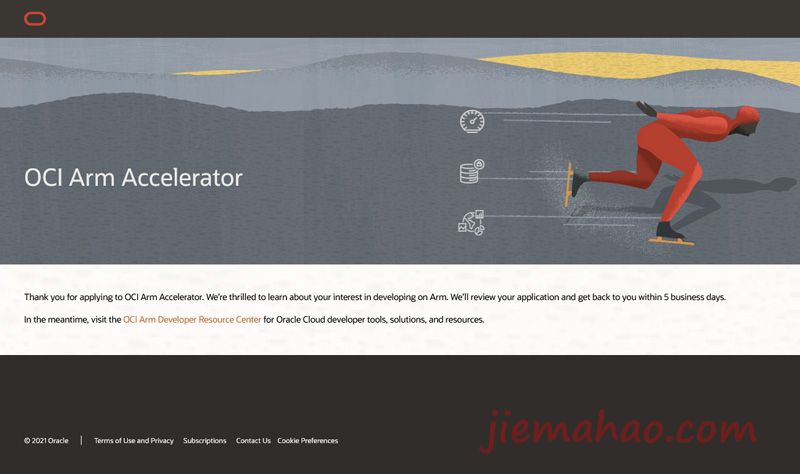 OCI Arm Accelerator
Thank you for applying to OCI Arm Accelerator. We're thrilled to learn about your interest in developing on Arm. We'll review your application and get back to you within 5 business days.
In the meantime, visit the OCI Arm Developer Resource Center for Oracle Cloud developer tools, solutions, and resources.
© 2021 Oracle | Terms of Use and Privacy Subscriptions Contact Us Cookie Preferences
jiemahao.com